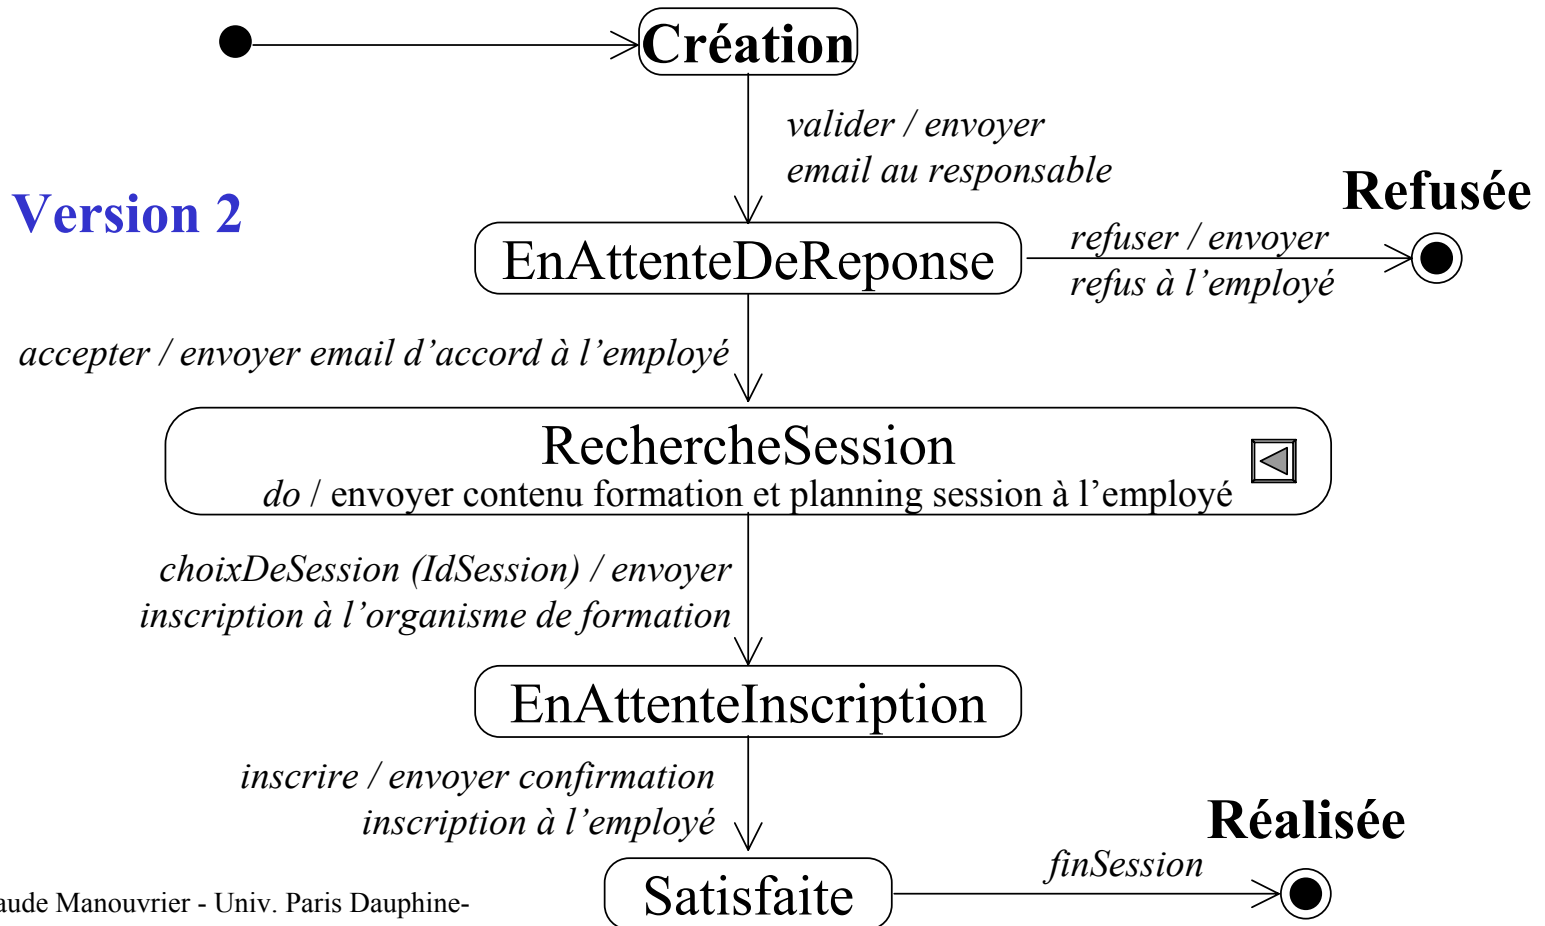 Création
valider / envoyer
email au responsable
Version 2
Refusée
EnAttenteDeReponse
refuser / envoyer
refus à l’employé
accepter / envoyer email d’accord à l’employé
RechercheSession
do / envoyer contenu formation et planning session à l’employé
choixDeSession (IdSession) / envoyer
inscription à l’organisme de formation
EnAttenteInscription
inscrire / envoyer confirmation
inscription à l’employé
Réalisée
finSession
Satisfaite
aude Manouvrier - Univ. Paris Dauphine-